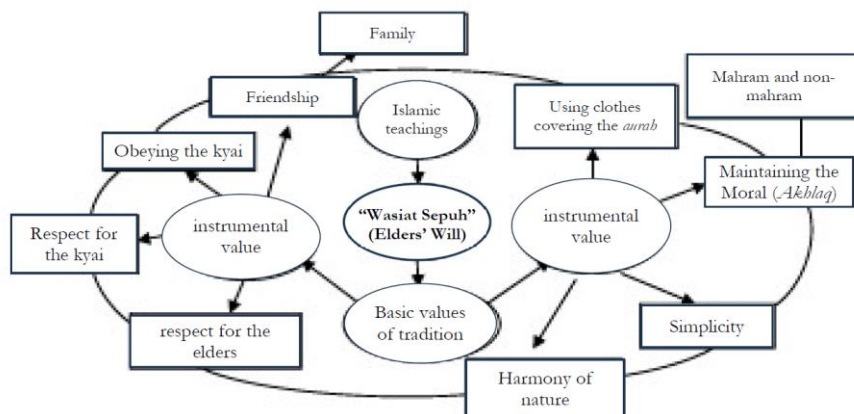 Family
Friendship
Islamic
teachings
Using clothes
covering the aurah
Mahram and non-
mahram
Obeying the kyai
Maintaining the
Moral (Akhlaq)
Respect for
the kyai
instrumental
value
“Wasiat Sepuh”
(Elders’ Will)
instrumental
value
respect for the
elders
Basic values
of tradition
Simplicity
Harmony of
nature